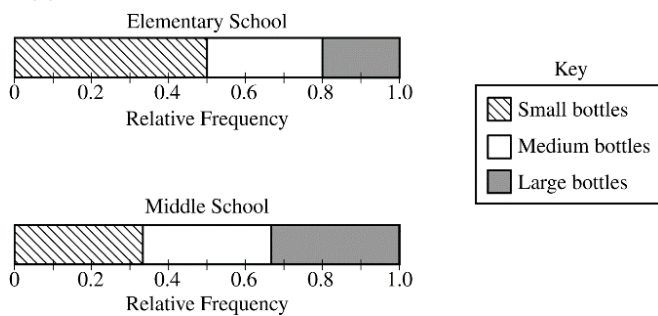 Elementary School
0 0.2 0.4 0.6 0.8 1.0
Relative Frequency
Key
Small bottles
Medium bottles
Large bottles
Middle School
0 0.2 0.4 0.6 0.8 1.0
Relative Frequency